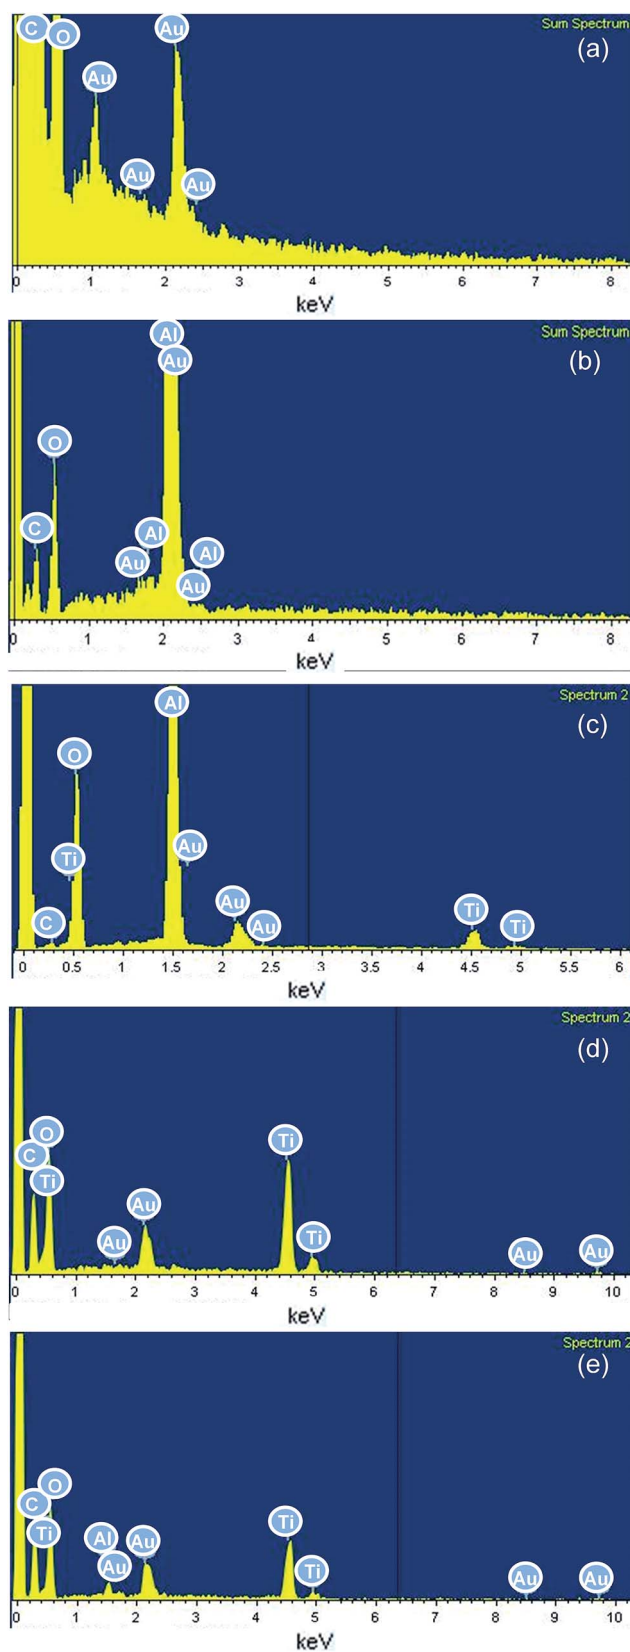 Sum Spectrum
(a)
C O Au Au
Au Au
0 1 2 3 4 5 6 7 8
keV
Sum Spectrum
(b)
Al
Au
O
C Al Al
Au Au
0 1 2 3 4 5 6 7 8
keV
Spectrum 2
(c)
Al
O
Ti Au
C Au Au Ti Ti
0 0.5 1 1.5 2 2.5 3 3.5 4 4.5 5 5.5 6
keV
Spectrum 2
(d)
O
C Ti
Ti Au
Au Ti Au Au
0 1 2 3 4 5 6 7 8 9 10
keV
Spectrum 2
(e)
O
C Ti
Ti Al Au
Au Ti Au Au
0 1 2 3 4 5 6 7 8 9 10
keV